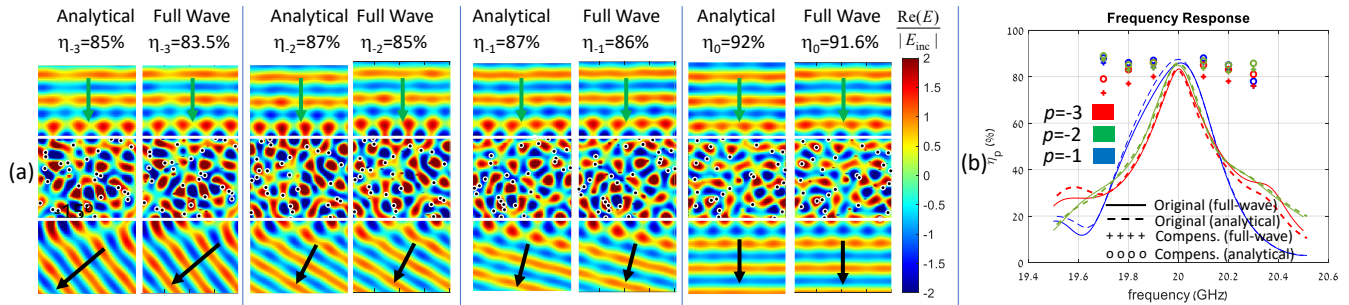 Analytical Full Wave Analytical Full Wave Analytical Full Wave Analytical Full Wave
η-3=85% η-3=83.5% η-2=87% η-2=85% η-1=87% η-1=86% η0=92% η0=91.6%
Re(E)
|Einc|
2
1.5
1
0.5
0
-0.5
-1
-1.5
-2
(a)
(b)
Frequency Response
100
80
60
40
20
0
ηp (%)
p=-3
p=-2
p=-1
Original (full-wave)
Original (analytical)
Compens. (full-wave)
Compens. (analytical)
19.4 19.6 19.8 20 20.2 20.4 20.6
frequency (GHz)